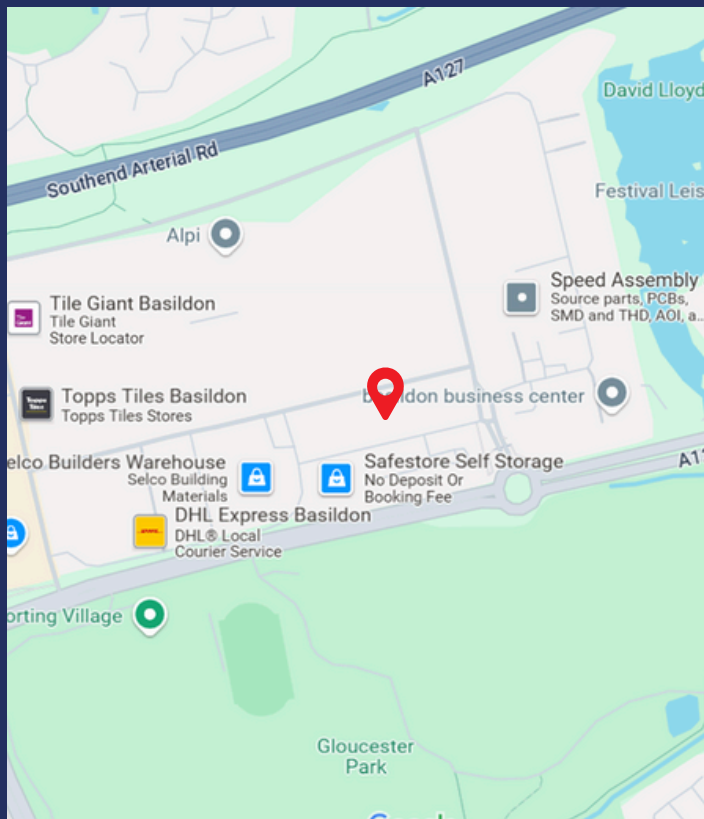 A127
David Lloyd
Southend Arterial Rd
Festival Leis
Alpi
Speed Assembly
Source parts, PCBs,
SMD and THD, AOI, a...
Tile Giant Basildon
Tile Giant
Store Locator
Topps Tiles Basildon
Topps Tiles Stores
basildon business center
elco Builders Warehouse
Selco Building
Materials
Safestore Self Storage
No Deposit Or
Booking Fee
A1
DHL Express Basildon
DHL® Local
Courier Service
orting Village
Gloucester
Park